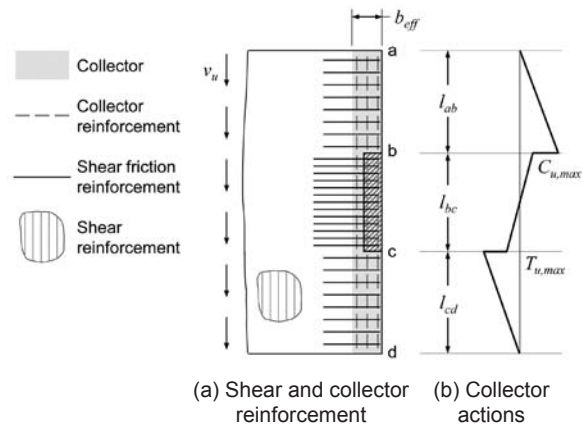 Collector
Collector
reinforcement
Shear friction
reinforcement
Shear
reinforcement
b_eff
v_u
a
b
c
d
l_ab
l_bc
l_cd
C_u,max
T_u,max
(a) Shear and collector
reinforcement
(b) Collector
actions